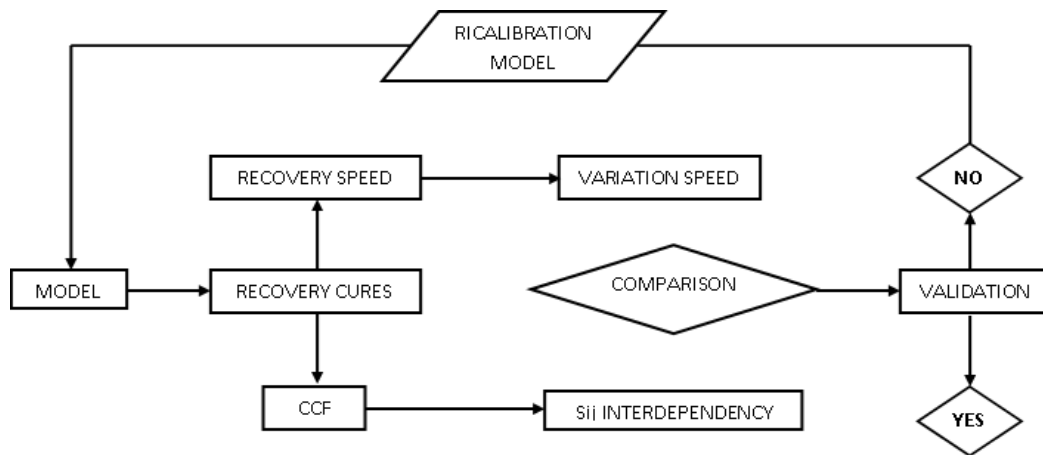 RICALIBRATION
MODEL
RECOVERY SPEED
VARIATION SPEED
NO
MODEL
RECOVERY CURES
COMPARISON
VALIDATION
CCF
Sij INTERDEPENDENCY
YES